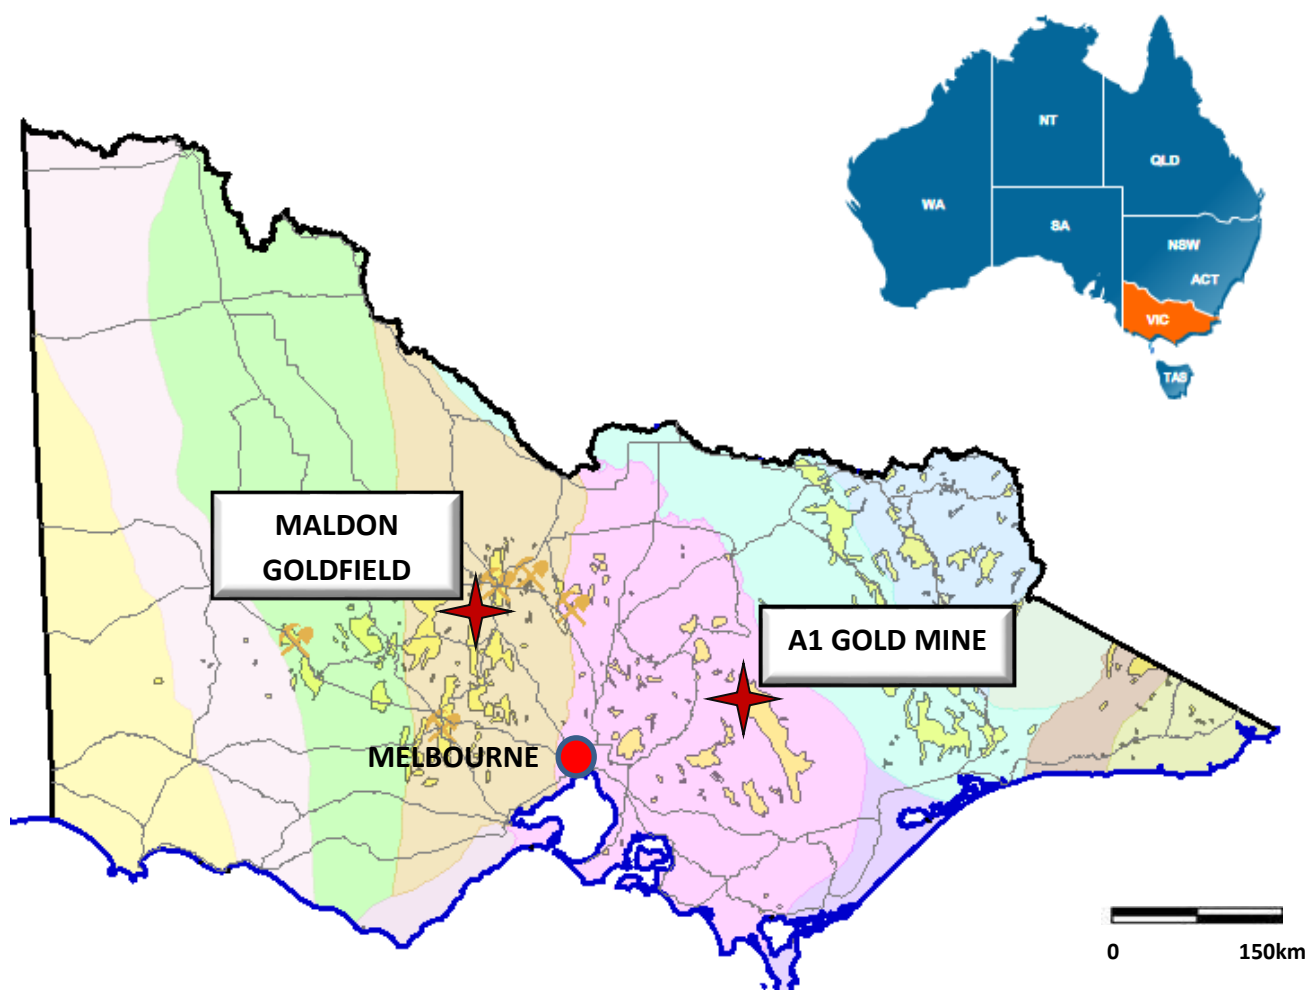 NT
QLD
WA
SA
NSW
ACT
VIC
TAS
MALDON
GOLDFIELD
A1 GOLD MINE
MELBOURNE
0 150km